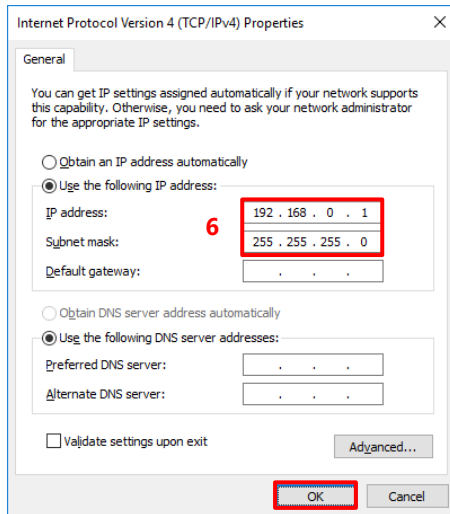 Internet Protocol Version 4 (TCP/IPv4) Properties
General
You can get IP settings assigned automatically if your network supports
this capability. Otherwise, you need to ask your network administrator
for the appropriate IP settings.
Obtain an IP address automatically
Use the following IP address:
IP address: 192 . 168 . 0 . 1
6
Subnet mask: 255 . 255 . 255 . 0
Default gateway: . . .
Obtain DNS server address automatically
Use the following DNS server addresses:
Preferred DNS server: . . .
Alternate DNS server: . . .
Validate settings upon exit
Advanced...
OK Cancel